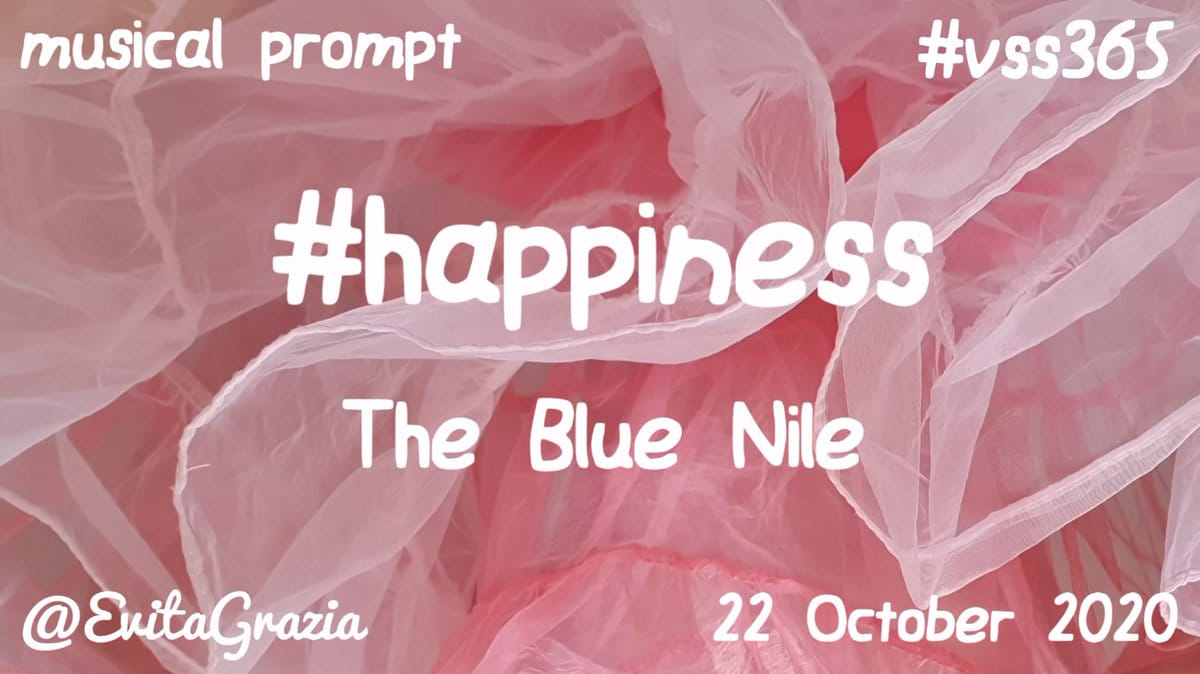 musical prompt
#vss365
#happiness
The Blue Nile
@EvitaGrazia
22 October 2020